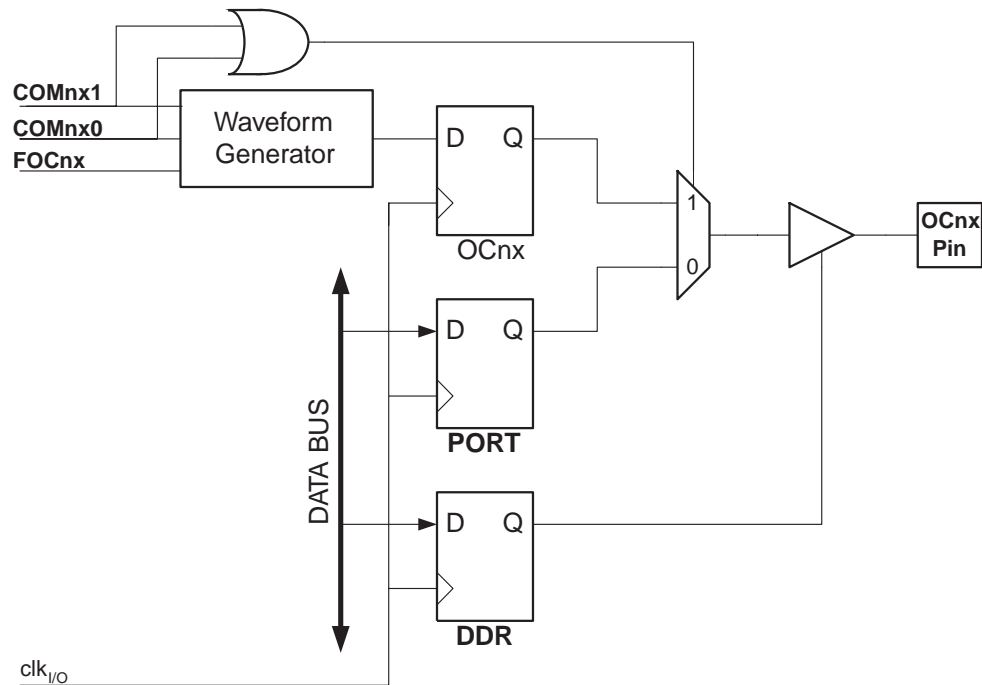 COMnx1
COMnx0
FOCnx
Waveform
Generator
D Q
OCnx
1
0
OCnx
Pin
D Q
PORT
DATA BUS
D Q
DDR
clkI/O